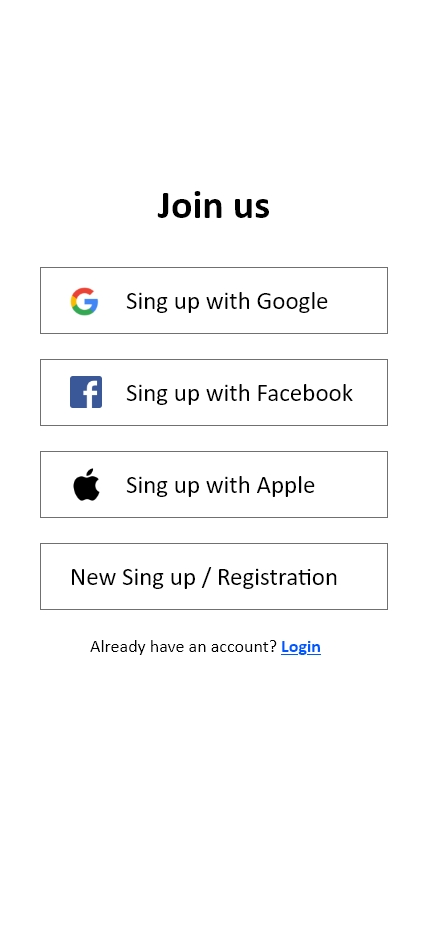 Join us
Sing up with Google
Sing up with Facebook
Sing up with Apple
New Sing up / Registration
Already have an account? Login